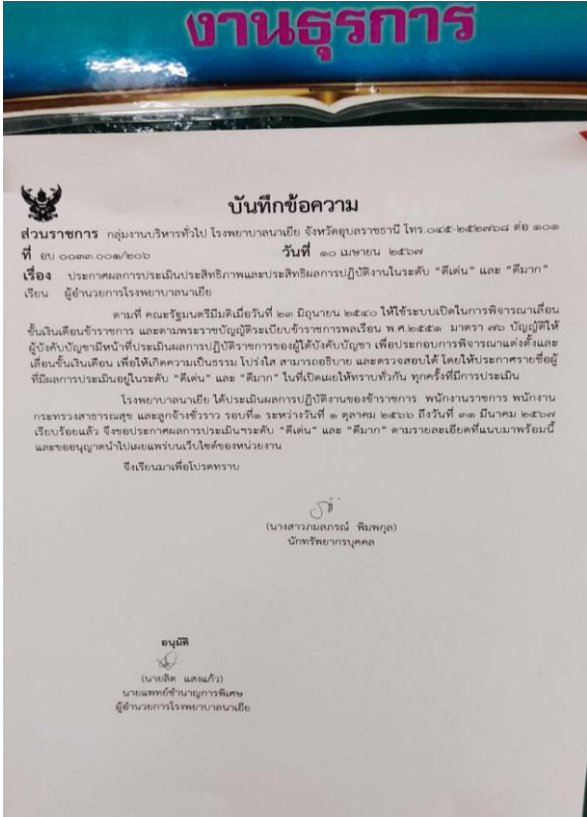 งานธุรการ
บันทึกข้อความ
ส่วนราชการ กลุ่มงานบริหารทั่วไป โรงพยาบาลนาเยีย จังหวัดอุบลราชธานี โทร.๐๔๕-๒๕๒๗๖๘ ต่อ ๑๐๑
ที่ อบ ๐๐๓๓.๐๐๑/๒๐๖ วันที่ ๑๐ เมษายน ๒๕๖๗
เรื่อง ประกาศผลการประเมินประสิทธิภาพและประสิทธิผลการปฏิบัติงานในระดับ “ดีเด่น” และ “ดีมาก”
เรียน ผู้อำนวยการโรงพยาบาลนาเยีย
ตามที่ คณะรัฐมนตรีมีมติเมื่อวันที่ ๒๓ มิถุนายน ๒๕๔๐ ให้ใช้ระบบเปิดในการพิจารณาเลื่อน
ขั้นเงินเดือนข้าราชการ และตามพระราชบัญญัติระเบียบข้าราชการพลเรือน พ.ศ.๒๕๕๑ มาตรา ๗๖ บัญญัติให้
ผู้บังคับบัญชามีหน้าที่ประเมินผลการปฏิบัติราชการของผู้ใต้บังคับบัญชา เพื่อประกอบการพิจารณาแต่งตั้งและ
เลื่อนขั้นเงินเดือน เพื่อให้เกิดความเป็นธรรม โปร่งใส สามารถอธิบาย และตรวจสอบได้ โดยให้ประกาศรายชื่อผู้
ที่มีผลการประเมินอยู่ในระดับ “ดีเด่น” และ “ดีมาก” ในที่เปิดเผยให้ทราบทั่วกัน ทุกครั้งที่มีการประเมิน
โรงพยาบาลนาเยีย ได้ประเมินผลการปฏิบัติงานของข้าราชการ พนักงานราชการ พนักงาน
กระทรวงสาธารณสุข และลูกจ้างชั่วราว รอบที่๑ ระหว่างวันที่ ๑ ตุลาคม ๒๕๖๖ ถึงวันที่ ๓๑ มีนาคม ๒๕๖๗
เรียบร้อยแล้ว จึงขอประกาศผลการประเมินฯระดับ “ดีเด่น” และ “ดีมาก” ตามรายละเอียดที่แนบมาพร้อมนี้
และขออนุญาตนำไปเผยแพร่บนเว็บไซต์ของหน่วยงาน
จึงเรียนมาเพื่อโปรดทราบ
(นางสาวภมลภรณ์ พิมพกุล)
นักทรัพยากรบุคคล
อนุมัติ
(นายลิต แสงแก้ว)
นายแพทย์ชำนาญการพิเศษ
ผู้อำนวยการโรงพยาบาลนาเยีย